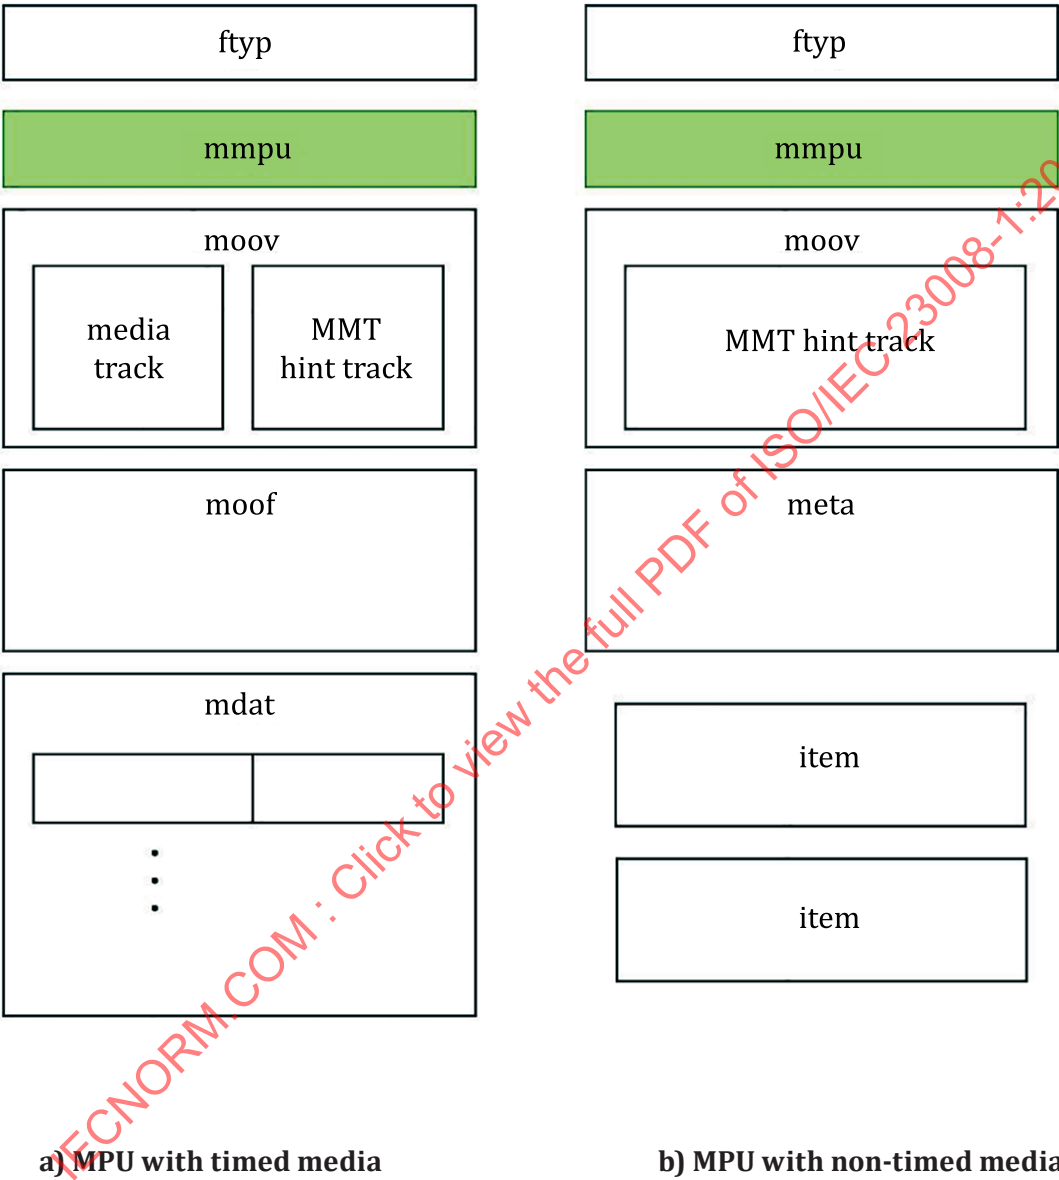 ftyp
mmpu
moov
media
track
MMT
hint track
moof
mdat
a) MPU with timed media
ftyp
mmpu
moov
MMT hint track
meta
item
item
b) MPU with non-timed media
IECNORM.COM : Click to view the full PDF of ISO/IEC 23008-1:20